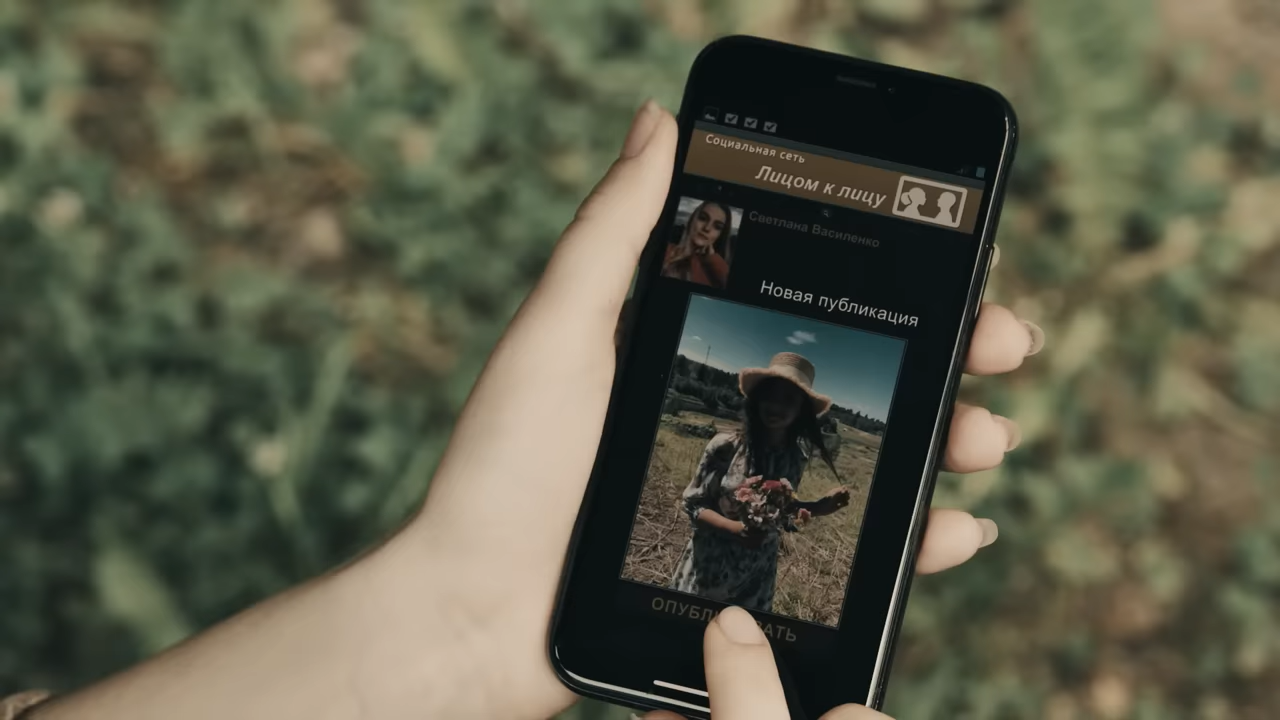 Социальная сеть
Лицом к лицу
Светлана Василенко
Новая публикация